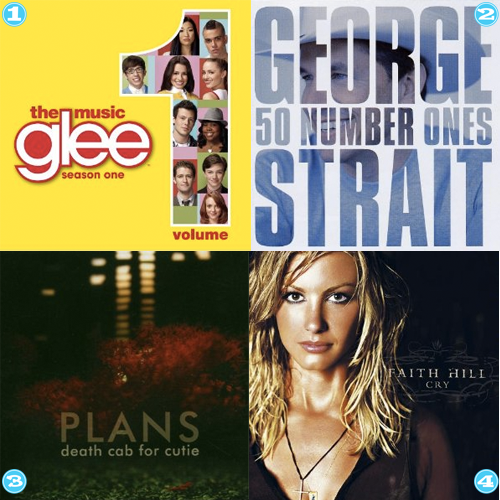 1
the music
glee
season one
1
volume
2
GEORGE
50 NUMBER ONES
STRAIT
PLANS
death cab for cutie
3
FAITH HILL
CRY
4